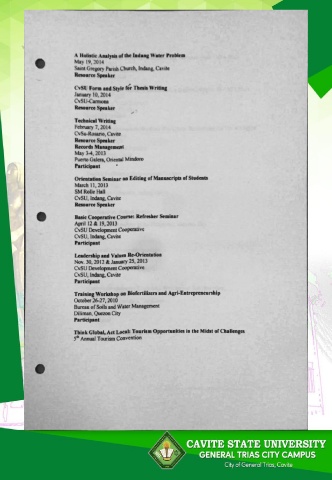 A Holistic Analysis of the Indang Water Problem
May 19, 2014
Saint Gregory Parish Church, Indang, Cavite
Resource Speaker
CvSU Form and Style for Thesis Writing
January 10, 2014
CvSU-Carmona
Resource Speaker
Technical Writing
February 7, 2014
CvSu-Rosario, Cavite
Resource Speaker
Records Management
May 3-4, 2013
Puerto Galera, Oriental Mindoro
Participant
Orientation Seminar on Editing of Manuscripts of Students
March 11, 2013
SM Rolle Hall
CvSU, Indang, Cavite
Resource Speaker
Basic Cooperative Course: Refresher Seminar
April 12 & 19, 2013
CvSU Development Cooperative
CvSU, Indang, Cavite
Participant
Leadership and Values Re-Orientation
Nov. 30, 2012 & January 25, 2013
CvSU Development Cooperative
CvSU, Indang, Cavite
Participant
Training Workshop on Biofertilizers and Agri-Entrepreneurship
October 26-27, 2010
Bureau of Soils and Water Management
Diliman, Quezon City
Participant
Think Global, Act Local: Tourism Opportunities in the Midst of Challenges
5th Annual Tourism Convention
CAVITE STATE UNIVERSITY
GENERAL TRIAS CITY CAMPUS
City of General Trias, Cavite